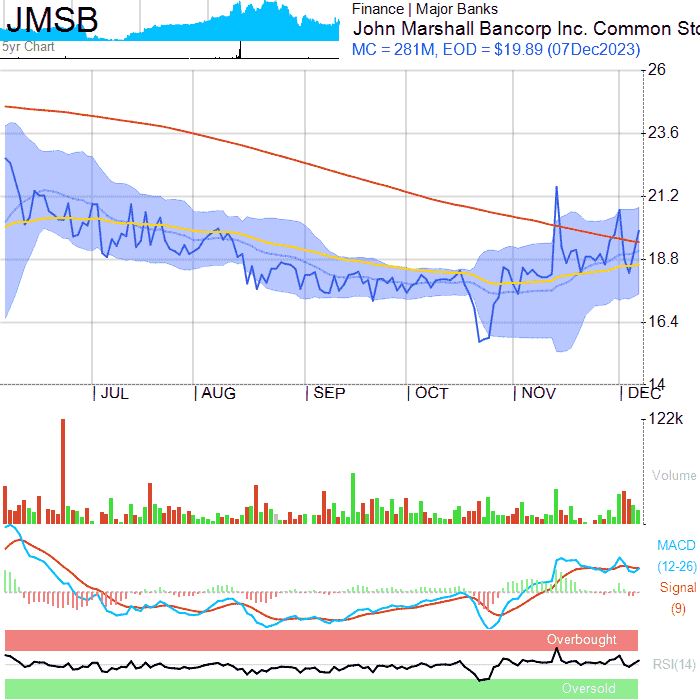 JMSB
5yr Chart
Finance | Major Banks
John Marshall Bancorp Inc. Common Sto
MC = 281M, EOD = $19.89 (07Dec2023)
26
23.6
21.2
18.8
16.4
14
JUL AUG SEP OCT NOV DEC
122k
Volume
MACD
(12-26)
Signal
(9)
Overbought
RSI(14)
Oversold